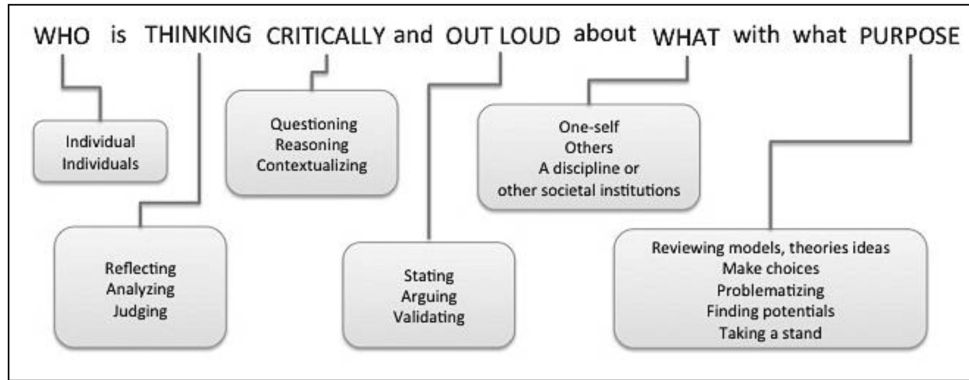 WHO is THINKING CRITICALLY and OUT LOUD about WHAT with what PURPOSE
Individual
Individuals
Questioning
Reasoning
Contextualizing
One-self
Others
A discipline or
other societal institutions
Reflecting
Analyzing
Judging
Stating
Arguing
Validating
Reviewing models, theories ideas
Make choices
Problematizing
Finding potentials
Taking a stand